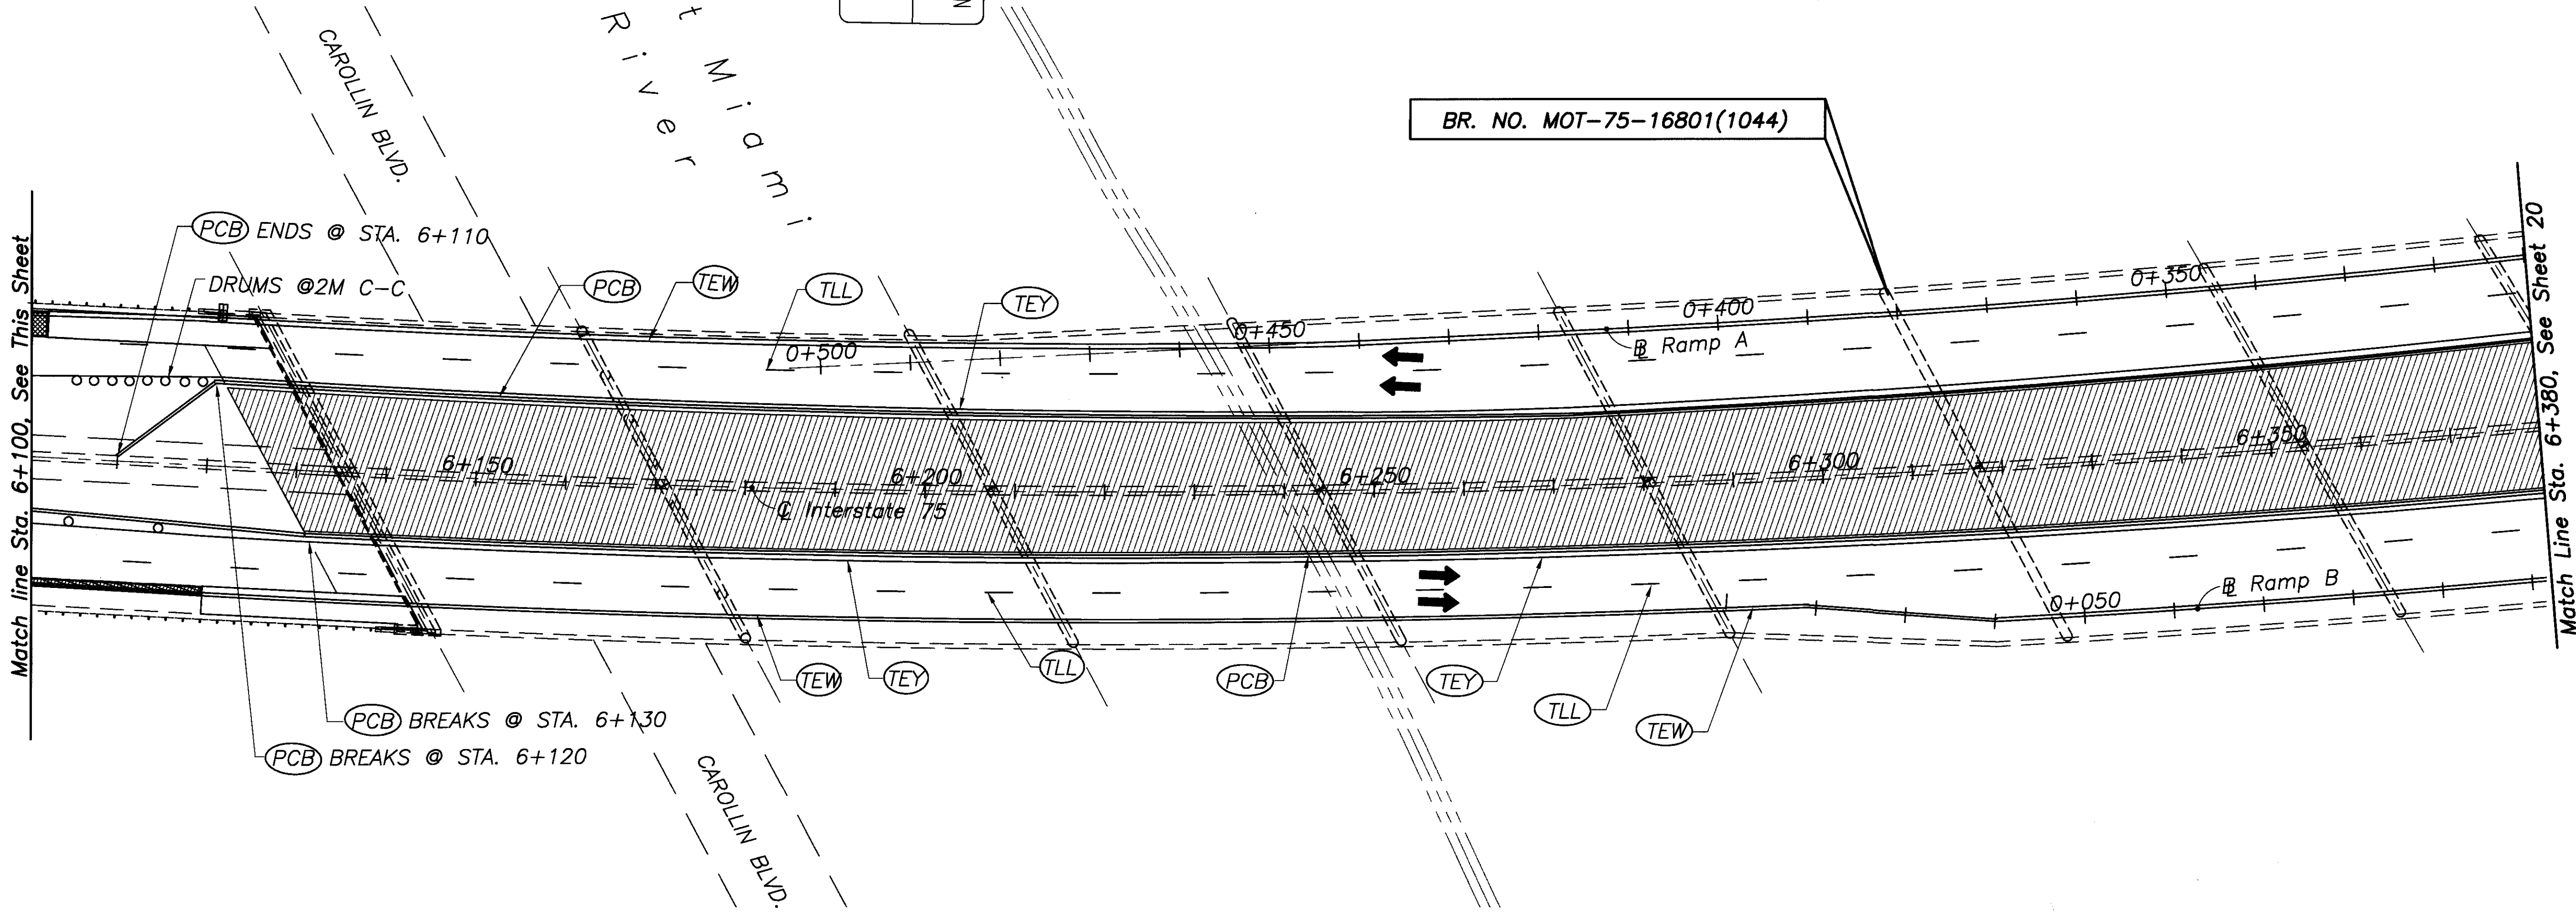 CAROLLIN BLVD.
t Miami
River
N
BR. NO. MOT-75-16801(1044)
Match line Sta. 6+100, See This Sheet
PCB ENDS @ STA. 6+110
DRUMS @2M C-C
PCB
TEW
TLL
TEY
0+500
0+450
0+400
0+350
℄ Ramp A
6+150
6+200
6+250
6+300
6+350
℄ Interstate 75
0+050
℄ Ramp B
TEW
TEY
TLL
PCB
TEY
TLL
TEW
PCB BREAKS @ STA. 6+130
PCB BREAKS @ STA. 6+120
CAROLLIN BLVD.
Match Line Sta. 6+380, See Sheet 20